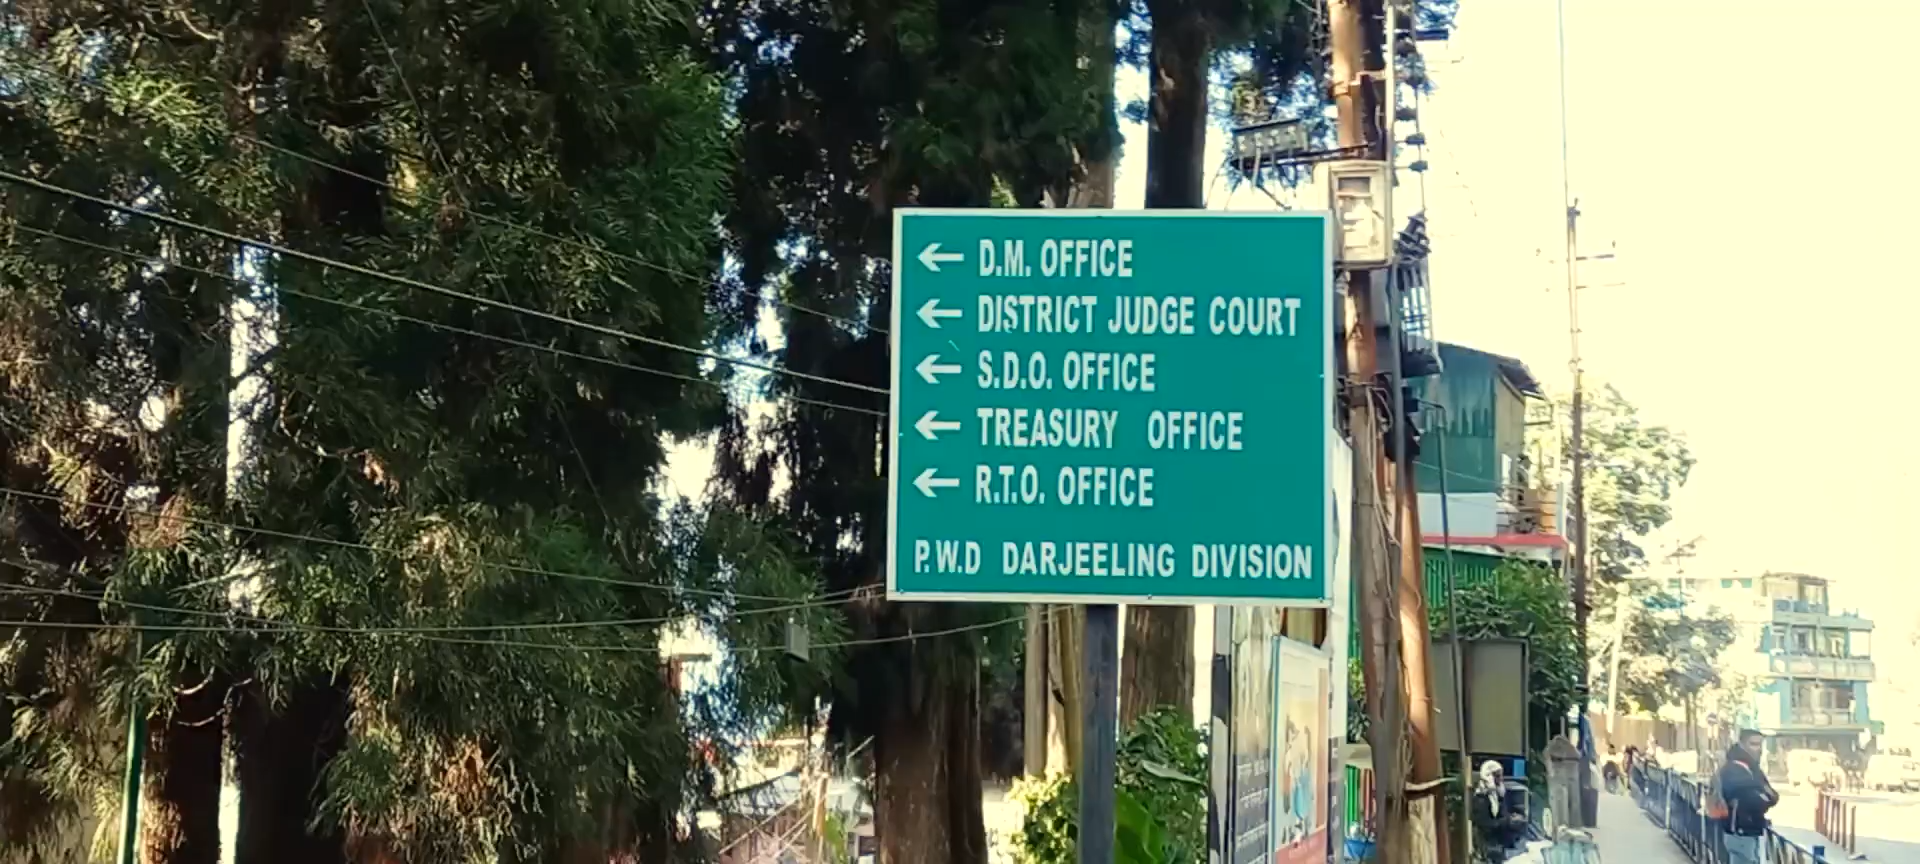 ← D.M. OFFICE
← DISTRICT JUDGE COURT
← S.D.O. OFFICE
← TREASURY OFFICE
← R.T.O. OFFICE
P.W.D DARJEELING DIVISION